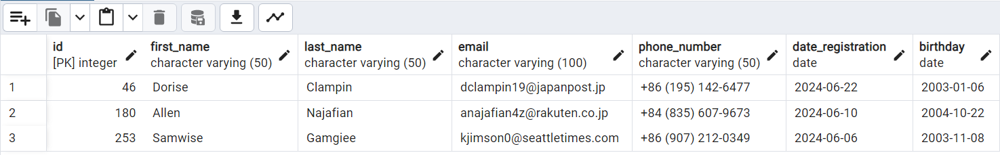 id first_name last_name email phone_number date_registration birthday
[PK] integer character varying (50) character varying (50) character varying (100) character varying (50) date date
1 46 Dorise Clampin dclampin19@japanpost.jp +86 (195) 142-6477 2024-06-22 2003-01-06
2 180 Allen Najafian anajafian4z@rakuten.co.jp +84 (835) 607-9673 2024-06-10 2004-10-22
3 253 Samwise Gamgiee kjimson0@seattletimes.com +86 (907) 212-0349 2024-06-06 2003-11-08